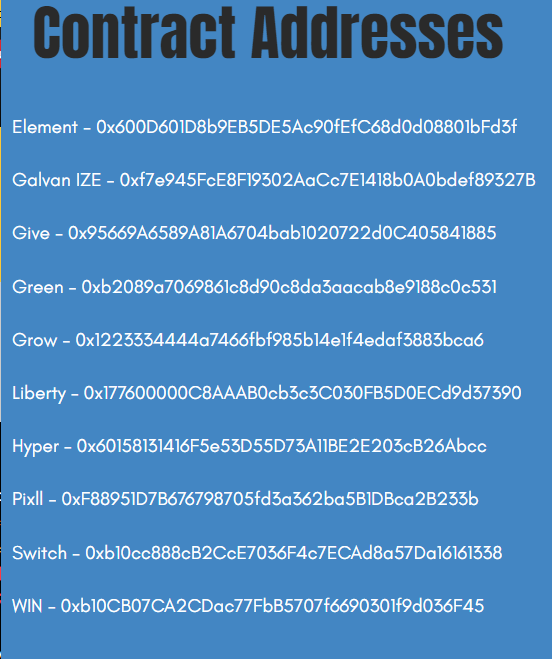 Contract Addresses
Element - 0x600D601D8b9EB5DE5Ac90fEfC68d0d08801bFd3f
Galvan IZE - 0xf7e945FcE8F19302AaCc7E1418b0A0bdef89327B
Give - 0x95669A6589A81A6704bab1020722d0C405841885
Green - 0xb2089a7069861c8d90c8da3aacab8e9188c0c531
Grow - 0x1223334444a7466fbf985b14e1f4edaf3883bca6
Liberty - 0x177600000C8AAAB0cb3c3C030FB5D0ECd9d37390
Hyper - 0x60158131416F5e53D55D73A11BE2E203cB26Abcc
Pixll - 0xF88951D7B676798705fd3a362ba5B1DBca2B233b
Switch - 0xb10cc888cB2CcE7036F4c7ECAd8a57Da16161338
WIN - 0xb10CB07CA2CDac77FbB5707f6690301f9d036F45